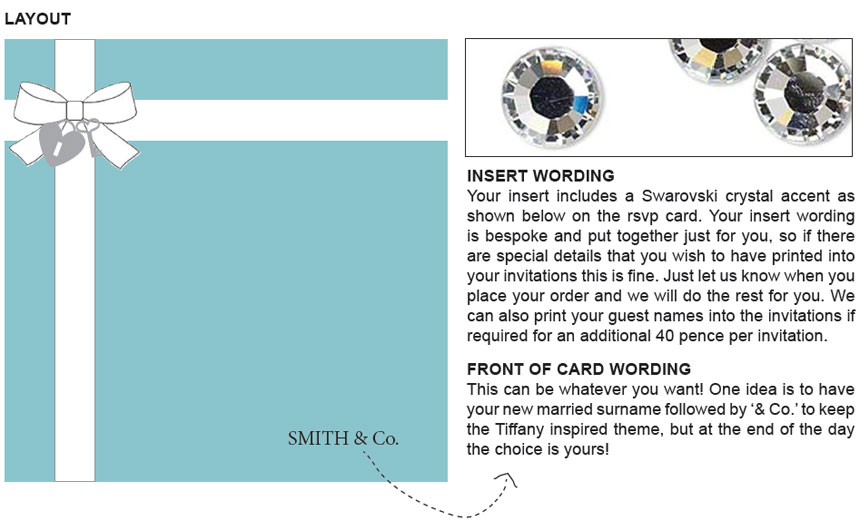 LAYOUT
INSERT WORDING
Your insert includes a Swarovski crystal accent as
shown below on the rsvp card. Your insert wording
is bespoke and put together just for you, so if there
are special details that you wish to have printed into
your invitations this is fine. Just let us know when you
place your order and we will do the rest for you. We
can also print your guest names into the invitations if
required for an additional 40 pence per invitation.
FRONT OF CARD WORDING
This can be whatever you want! One idea is to have
your new married surname followed by ‘& Co.’ to keep
the Tiffany inspired theme, but at the end of the day
the choice is yours!
SMITH & Co.